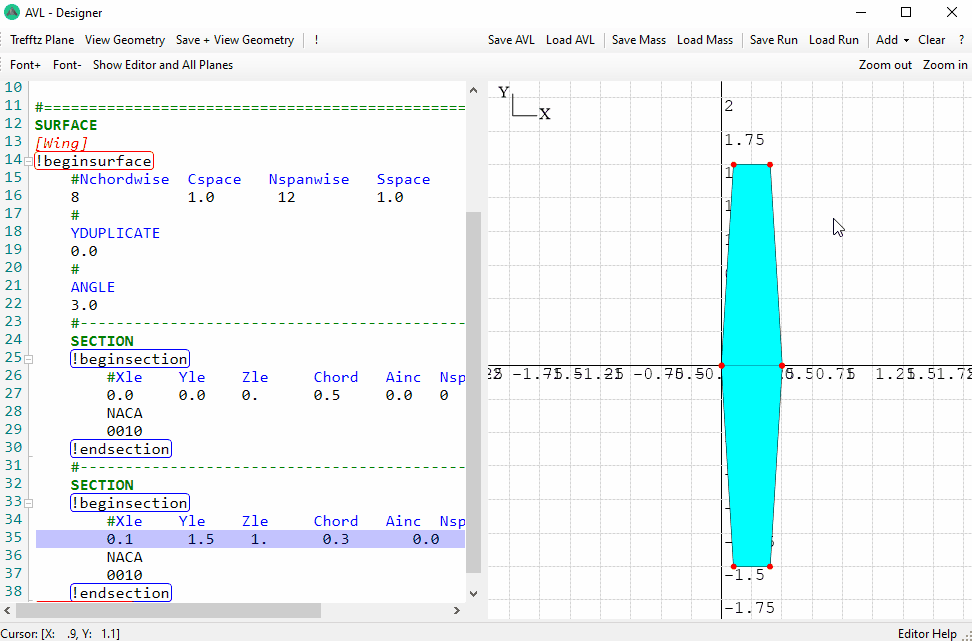 AVL - Designer
Trefftz Plane View Geometry Save + View Geometry ! Save AVL Load AVL Save Mass Load Mass Save Run Load Run Add Clear ?
Font+ Font- Show Editor and All Planes Zoom out Zoom in
10
11 #===============================================
12 SURFACE
13 [Wing]
14 !beginsurface
15 #Nchordwise Cspace Nspanwise Sspace
16 8 1.0 12 1.0
17 #
18 YDUPLICATE
19 0.0
20 #
21 ANGLE
22 3.0
23 #-------------------------------------------
24 SECTION
25 !beginsection
26 #Xle Yle Zle Chord Ainc Nsp
27 0.0 0.0 0. 0.5 0.0 0
28 NACA
29 0010
30 !endsection
31 #-------------------------------------------
32 SECTION
33 !beginsection
34 #Xle Yle Zle Chord Ainc Nsp
35 0.1 1.5 1. 0.3 0.0
36 NACA
37 0010
38 !endsection
Y
X
2
1.75
-1.5
-1.75
Cursor: [X: .9, Y: 1.1] Editor Help